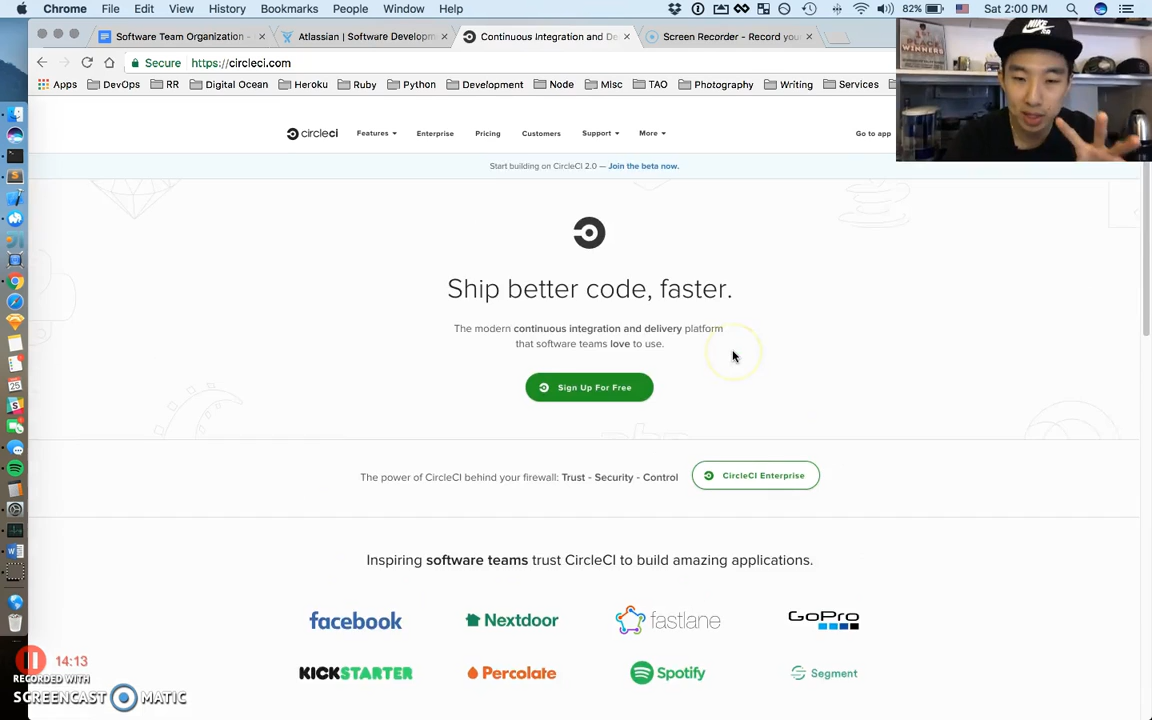 Chrome File Edit View History Bookmarks People Window Help 82% Sat 2:00 PM
Software Team Organization - Atlassian | Software Developm Continuous Integration and De Screen Recorder - Record your
Secure https://circleci.com
Apps DevOps RR Digital Ocean Heroku Ruby Python Development Node Misc TAO Photography Writing Services
WINNERS
circleci Features Enterprise Pricing Customers Support More Go to app
Start building on CircleCI 2.0 — Join the beta now.
Ship better code, faster.
The modern continuous integration and delivery platform
that software teams love to use.
Sign Up For Free
The power of CircleCI behind your firewall: Trust - Security - Control CircleCI Enterprise
Inspiring software teams trust CircleCI to build amazing applications.
facebook Nextdoor fastlane GoPro
KICKSTARTER Percolate Spotify Segment
14:13
RECORDED WITH
SCREENCAST MATIC